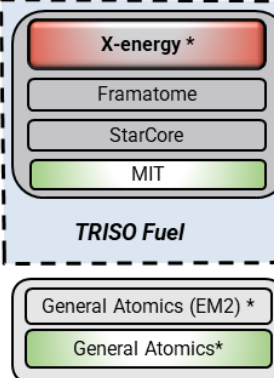 X-energy *
Framatome
StarCore
MIT
TRISO Fuel
General Atomics (EM2) *
General Atomics*